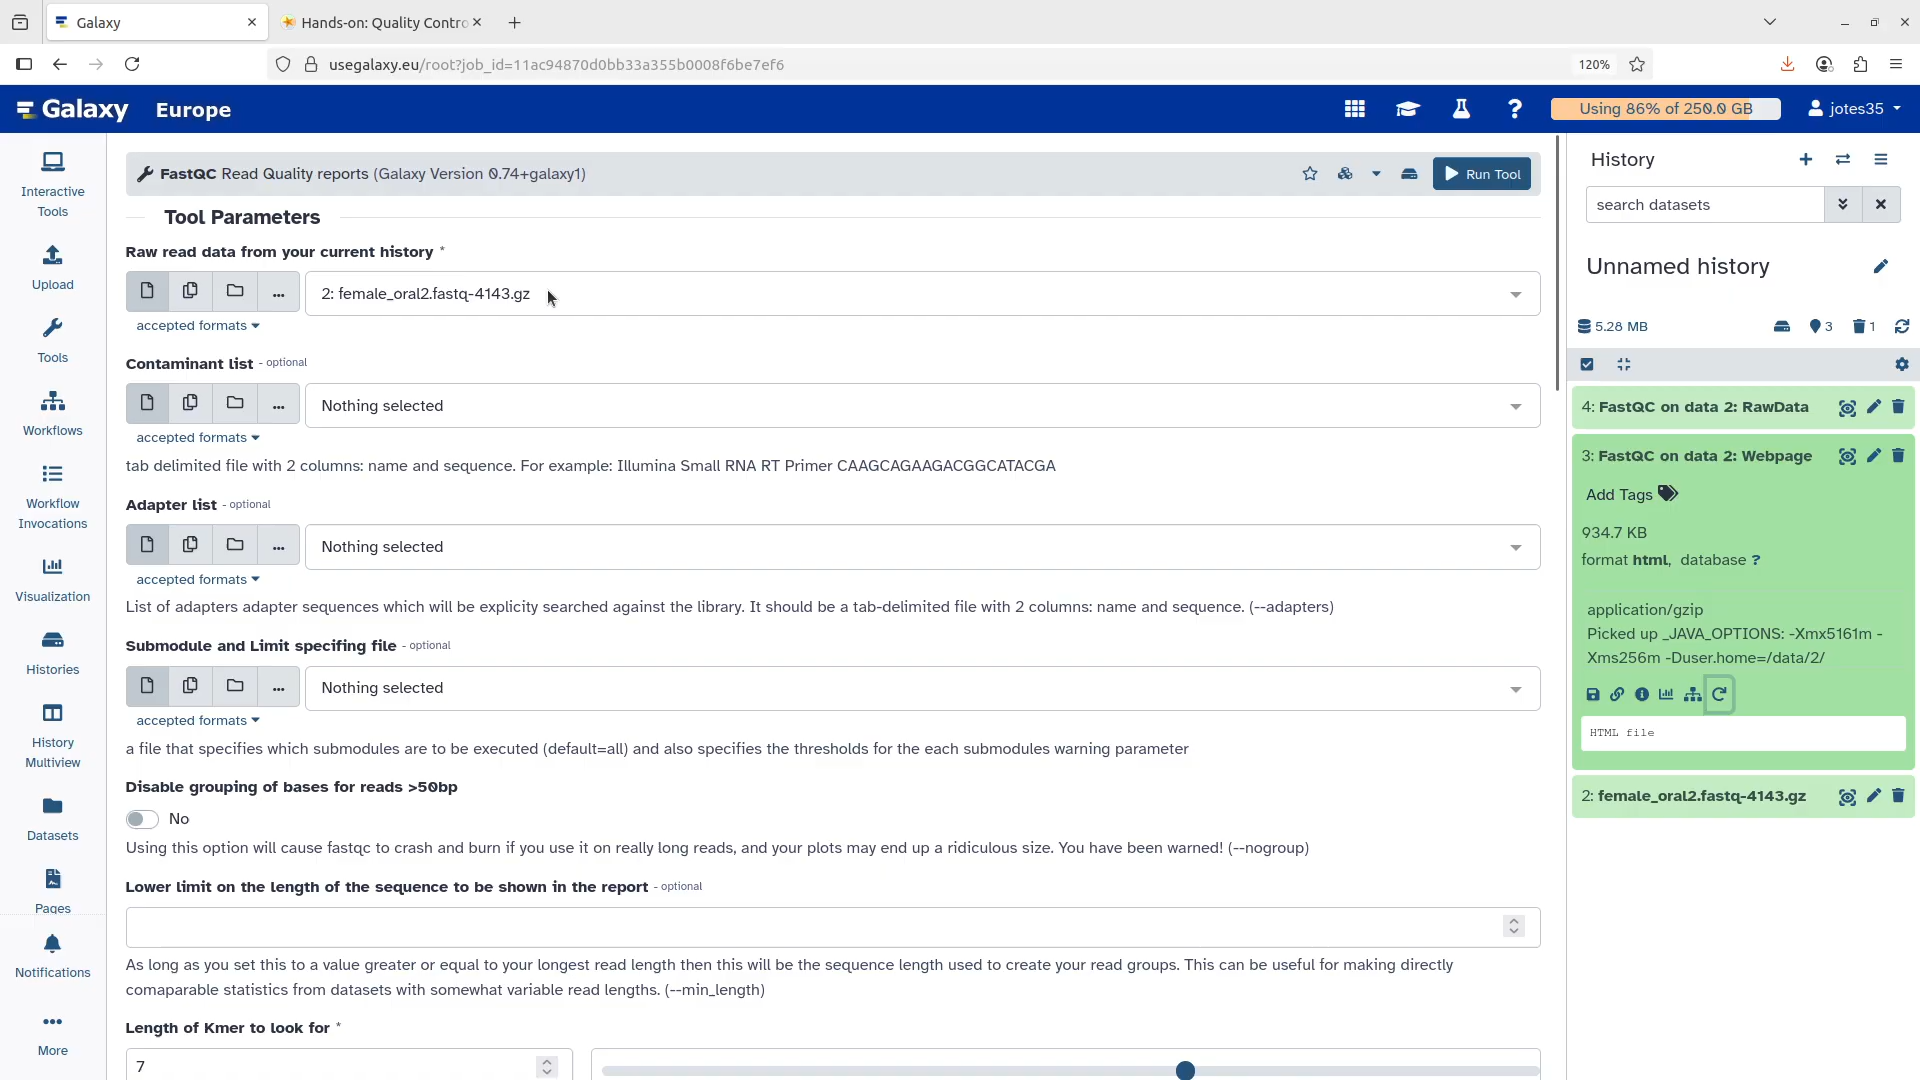 Galaxy
Hands-on: Quality Contro
usegalaxy.eu/root?job_id=11ac94870d0bb33a355b0008f6be7ef6
120%
Galaxy Europe
Using 86% of 250.0 GB
jotes35
Interactive
Tools
Upload
Tools
Workflows
Workflow
Invocations
Visualization
Histories
History
Multiview
Datasets
Pages
Notifications
More
FastQC Read Quality reports (Galaxy Version 0.74+galaxy1)
Run Tool
Tool Parameters
Raw read data from your current history *
2: female_oral2.fastq-4143.gz
accepted formats
Contaminant list - optional
Nothing selected
accepted formats
tab delimited file with 2 columns: name and sequence. For example: Illumina Small RNA RT Primer CAAGCAGAAGACGGCATACGA
Adapter list - optional
Nothing selected
accepted formats
List of adapters adapter sequences which will be explicity searched against the library. It should be a tab-delimited file with 2 columns: name and sequence. (--adapters)
Submodule and Limit specifing file - optional
Nothing selected
accepted formats
a file that specifies which submodules are to be executed (default=all) and also specifies the thresholds for the each submodules warning parameter
Disable grouping of bases for reads >50bp
No
Using this option will cause fastqc to crash and burn if you use it on really long reads, and your plots may end up a ridiculous size. You have been warned! (--nogroup)
Lower limit on the length of the sequence to be shown in the report - optional
As long as you set this to a value greater or equal to your longest read length then this will be the sequence length used to create your read groups. This can be useful for making directly
comaparable statistics from datasets with somewhat variable read lengths. (--min_length)
Length of Kmer to look for *
7
History
search datasets
Unnamed history
5.28 MB
3
1
4: FastQC on data 2: RawData
3: FastQC on data 2: Webpage
Add Tags
934.7 KB
format html, database ?
application/gzip
Picked up _JAVA_OPTIONS: -Xmx5161m -
Xms256m -Duser.home=/data/2/
HTML file
2: female_oral2.fastq-4143.gz